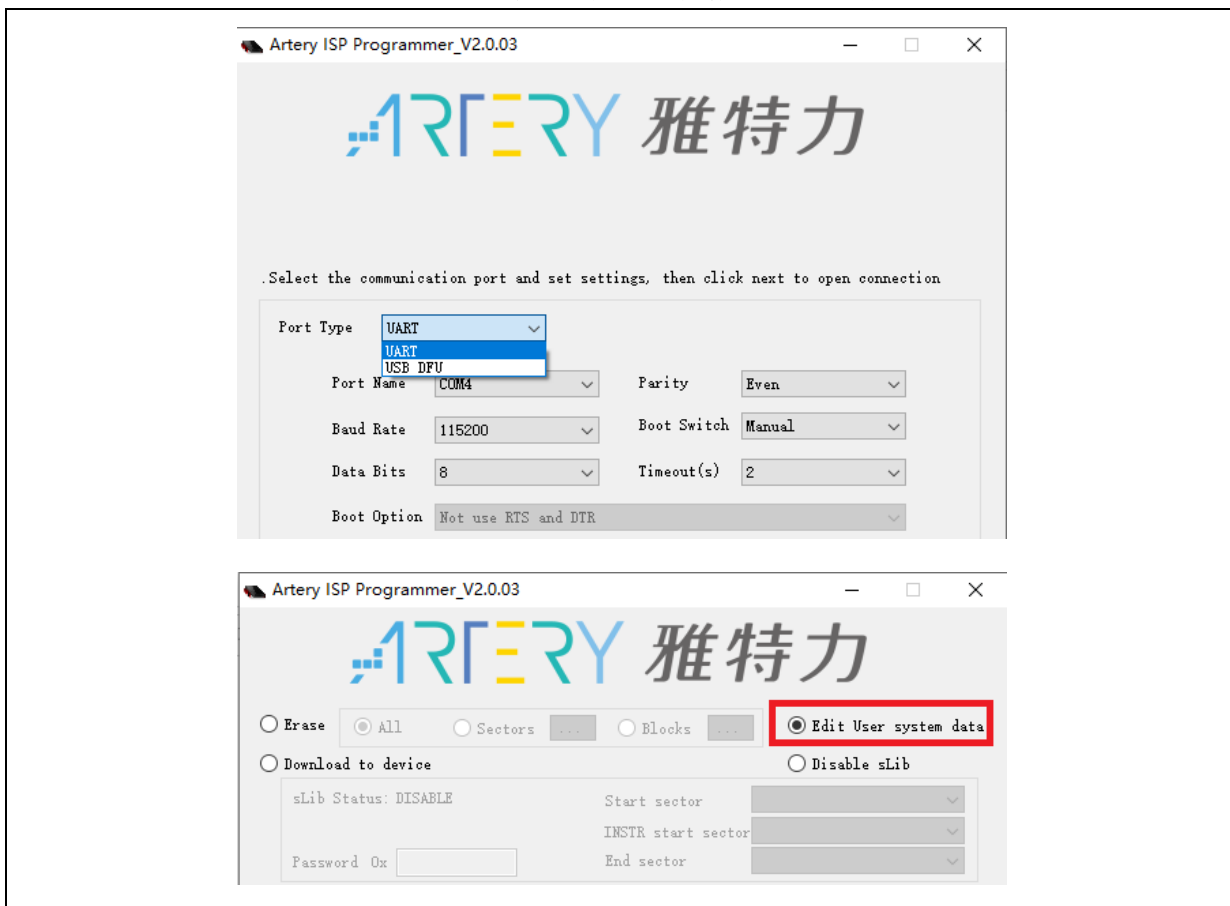 Artery ISP Programmer_V2.0.03
ARTERY 雅特力
.Select the communication port and set settings, then click next to open connection
Port Type UART
UART
USB DFU
Port Name COM4 Parity Even
Baud Rate 115200 Boot Switch Manual
Data Bits 8 Timeout(s) 2
Boot Option Not use RTS and DTR
Artery ISP Programmer_V2.0.03
ARTERY 雅特力
Erase All Sectors ... Blocks ... Edit User system data
Download to device Disable sLib
sLib Status: DISABLE Start sector
INSTR start sector
Password 0x End sector